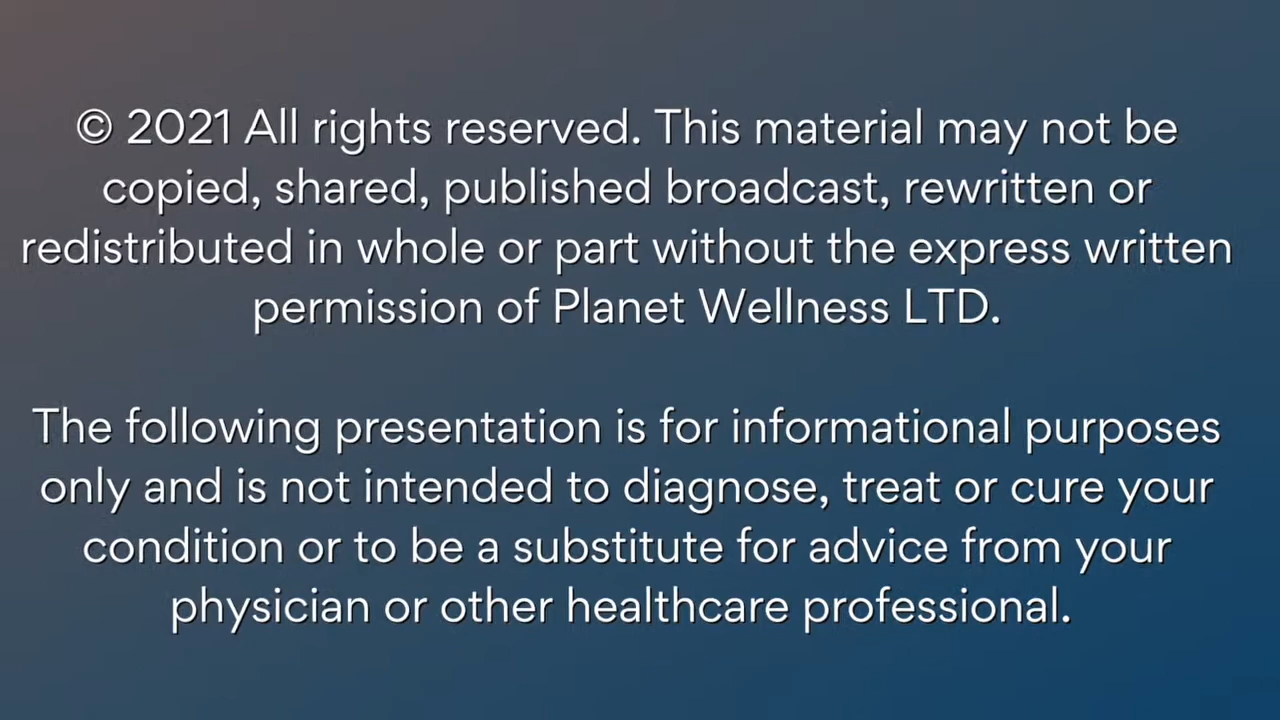 © 2021 All rights reserved. This material may not be
copied, shared, published broadcast, rewritten or
redistributed in whole or part without the express written
permission of Planet Wellness LTD.
The following presentation is for informational purposes
only and is not intended to diagnose, treat or cure your
condition or to be a substitute for advice from your
physician or other healthcare professional.